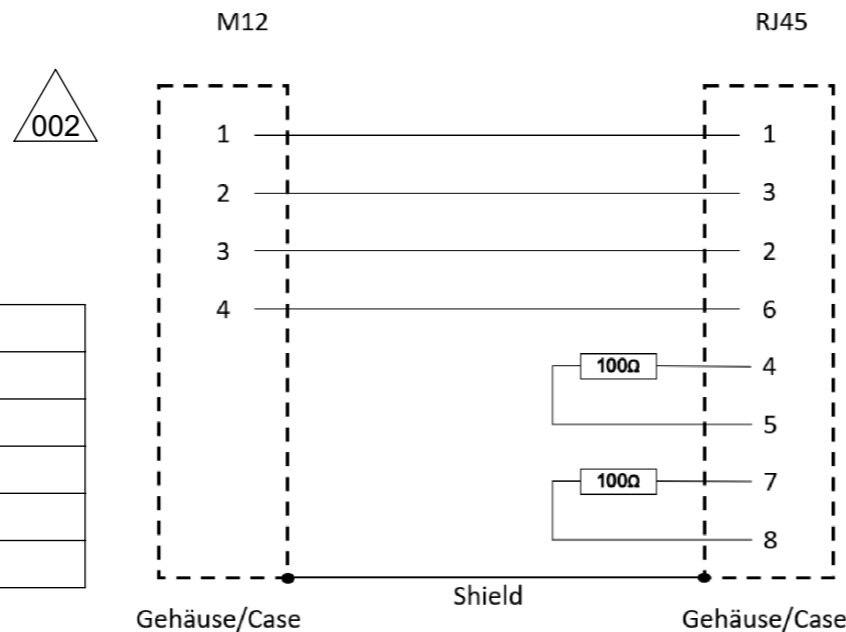 M12 RJ45
002
1 1
2 3
3 2
4 6
100Ω 4
5
100Ω 7
8
Shield
Gehäuse/Case Gehäuse/Case